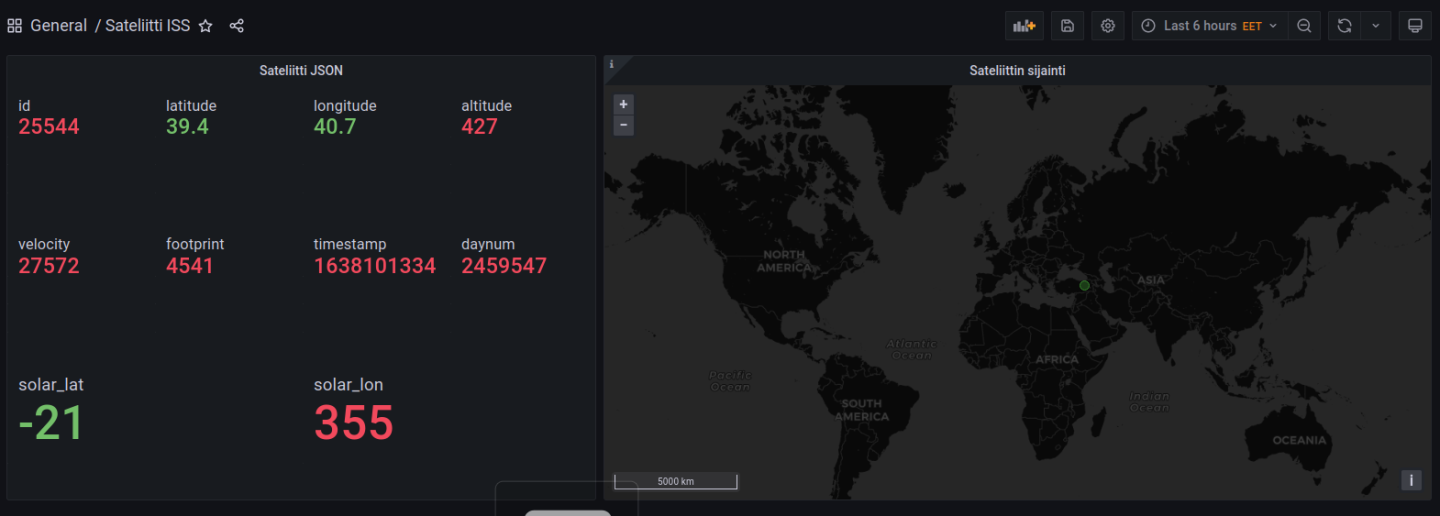 General / Sateliitti ISS
Last 6 hours EET
Sateliitti JSON
id
25544
latitude
39.4
longitude
40.7
altitude
427
velocity
27572
footprint
4541
timestamp
1638101334
daynum
2459547
solar_lat
-21
solar_lon
355
i
Sateliittin sijainti
+
−
NORTH
AMERICA
ASIA
Atlantic
Ocean
AFRICA
Pacific
Ocean
Indian
Ocean
SOUTH
AMERICA
OCEANIA
5000 km
i